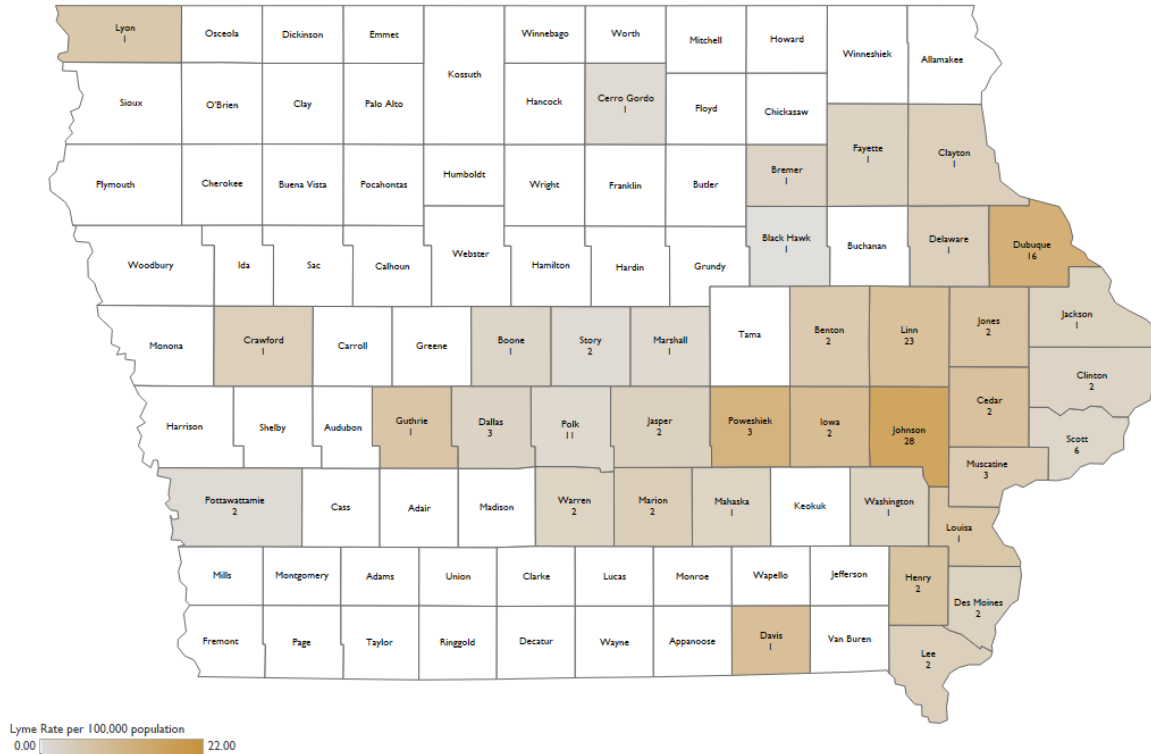 Lyon
1
Osceola
Dickinson
Emmet
Kossuth
Winnebago
Worth
Mitchell
Howard
Winneshiek
Allamakee
Sioux
O'Brien
Clay
Palo Alto
Hancock
Cerro Gordo
1
Floyd
Chickasaw
Fayette
1
Clayton
1
Plymouth
Cherokee
Buena Vista
Pocahontas
Humboldt
Wright
Franklin
Butler
Bremer
1
Woodbury
Ida
Sac
Calhoun
Webster
Hamilton
Hardin
Grundy
Black Hawk
1
Buchanan
Delaware
1
Dubuque
16
Monona
Crawford
1
Carroll
Greene
Boone
1
Story
2
Marshall
1
Tama
Benton
2
Linn
23
Jones
2
Jackson
1
Clinton
2
Harrison
Shelby
Audubon
Guthrie
1
Dallas
3
Polk
11
Jasper
2
Poweshiek
3
Iowa
2
Johnson
28
Cedar
2
Scott
6
Muscatine
3
Pottawattamie
2
Cass
Adair
Madison
Warren
2
Marion
2
Mahaska
1
Keokuk
Washington
1
Louisa
1
Mills
Montgomery
Adams
Union
Clarke
Lucas
Monroe
Wapello
Jefferson
Henry
2
Des Moines
2
Fremont
Page
Taylor
Ringgold
Decatur
Wayne
Appanoose
Davis
1
Van Buren
Lee
2
Lyme Rate per 100,000 population
0.00 22.00